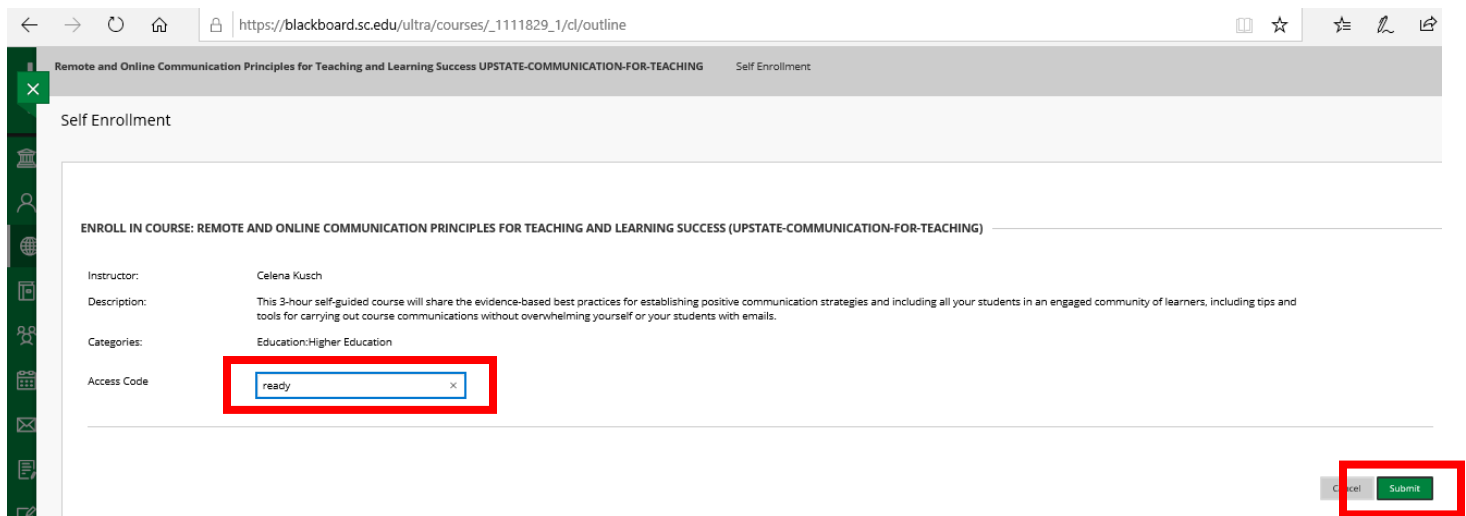 https://blackboard.sc.edu/ultra/courses/_1111829_1/cl/outline
Remote and Online Communication Principles for Teaching and Learning Success UPSTATE-COMMUNICATION-FOR-TEACHING Self Enrollment
Self Enrollment
ENROLL IN COURSE: REMOTE AND ONLINE COMMUNICATION PRINCIPLES FOR TEACHING AND LEARNING SUCCESS (UPSTATE-COMMUNICATION-FOR-TEACHING)
Instructor: Celena Kusch
Description: This 3-hour self-guided course will share the evidence-based best practices for establishing positive communication strategies and including all your students in an engaged community of learners, including tips and
tools for carrying out course communications without overwhelming yourself or your students with emails.
Categories: Education:Higher Education
Access Code ready
Cancel Submit